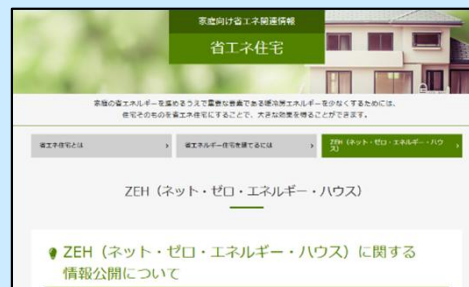 家庭向け省エネ関連情報
省エネ住宅
家庭の省エネルギーを進めるうえで重要な要素である暖冷房エネルギーを少なくするためには、
住宅そのものを省エネ住宅にすることで、大きな効果を得ることができます。
省エネ住宅とは
省エネルギー住宅を建てるには
ZEH（ネット・ゼロ・エネルギー・ハウ
ス）
ZEH（ネット・ゼロ・エネルギー・ハウス）
ZEH（ネット・ゼロ・エネルギー・ハウス）に関する
情報公開について